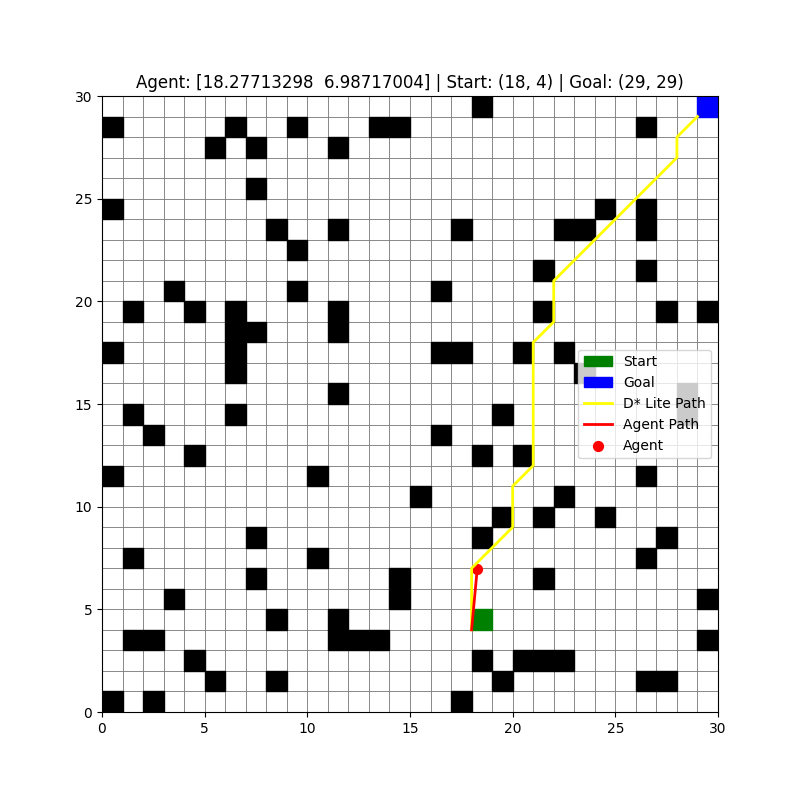 Agent: [18.27713298  6.98717004] | Start: (18, 4) | Goal: (29, 29)
30
25
20
15
10
5
0
Start
Goal
D* Lite Path
Agent Path
Agent
0 5 10 15 20 25 30